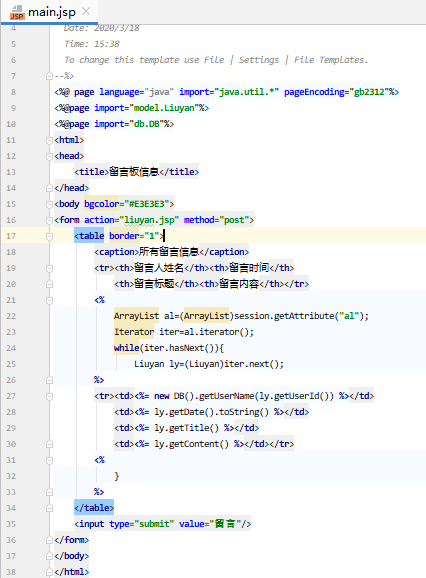 main.jsp
4 Date: 2020/3/18
5 Time: 15:38
6 To change this template use File | Settings | File Templates.
7 --%>
8 <%@ page language="java" import="java.util.*" pageEncoding="gb2312"%>
9 <%@page import="model.Liuyan"%>
10 <%@page import="db.DB"%>
11 <html>
12 <head>
13 <title>留言板信息</title>
14 </head>
15 <body bgcolor="#E3E3E3">
16 <form action="liuyan.jsp" method="post">
17 <table border="1">
18 <caption>所有留言信息</caption>
19 <tr><th>留言人姓名</th><th>留言时间</th>
20 <th>留言标题</th><th>留言内容</th></tr>
21 <%
22 ArrayList al=(ArrayList)session.getAttribute("al");
23 Iterator iter=al.iterator();
24 while(iter.hasNext()){
25 Liuyan ly=(Liuyan)iter.next();
26 %>
27 <tr><td><%= new DB().getUserName(ly.getUserId()) %></td>
28 <td><%= ly.getDate().toString() %></td>
29 <td><%= ly.getTitle() %></td>
30 <td><%= ly.getContent() %></td></tr>
31 <%
32 }
33 %>
34 </table>
35 <input type="submit" value="留言"/>
36 </form>
37 </body>
38 </html>